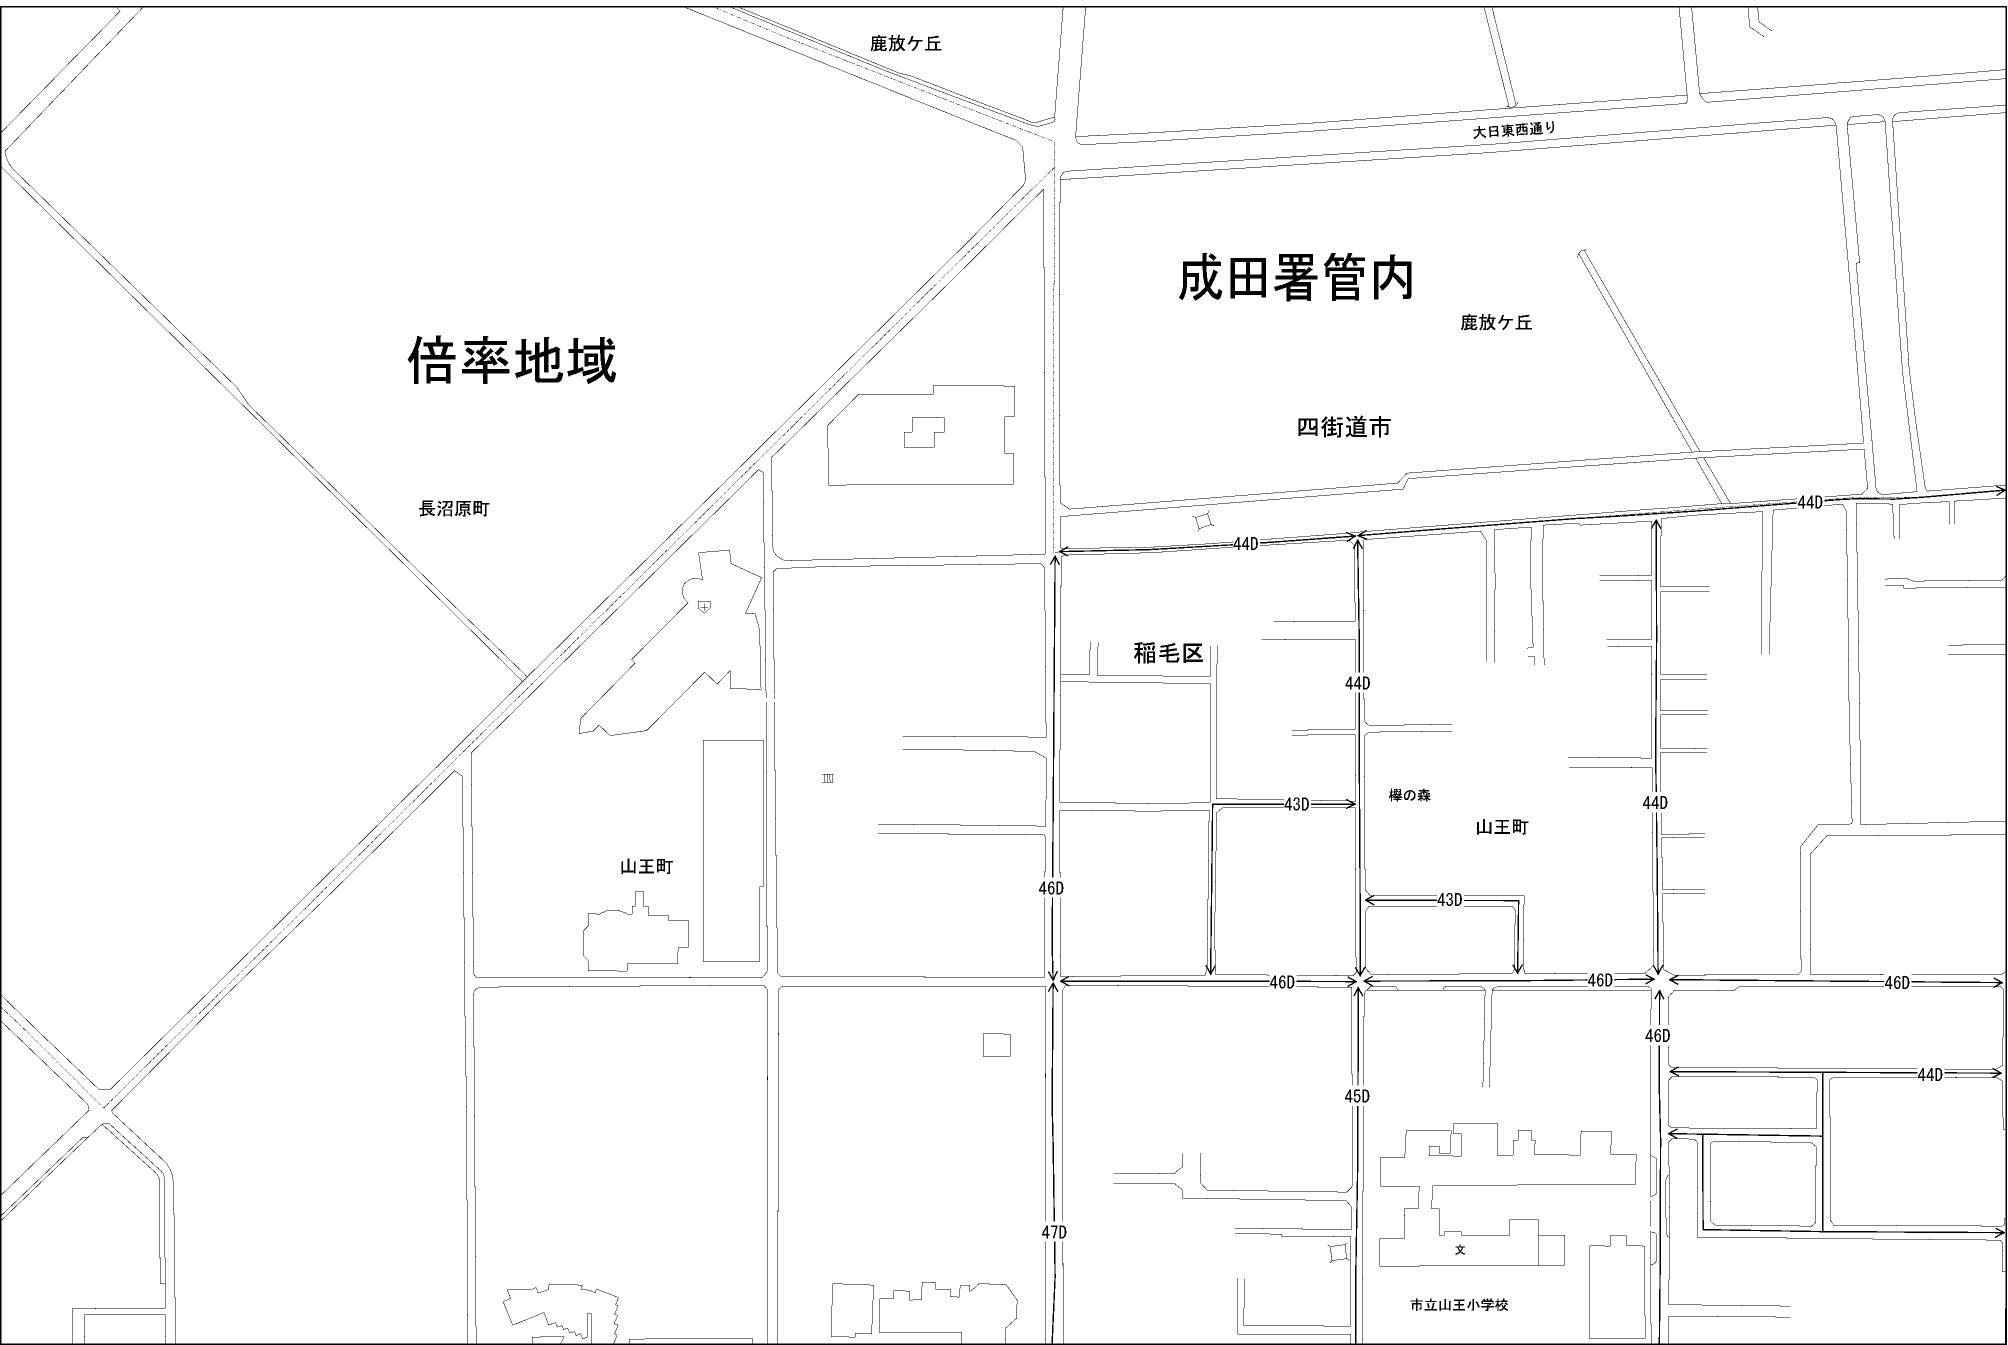 鹿放ケ丘
大日東西通り
成田署管内
鹿放ケ丘
倍率地域
四街道市
長沼原町
44D
44D
稲毛区
44D
欅の森
43D
44D
山王町
山王町
46D
43D
46D
46D
46D
46D
44D
45D
47D
文
市立山王小学校